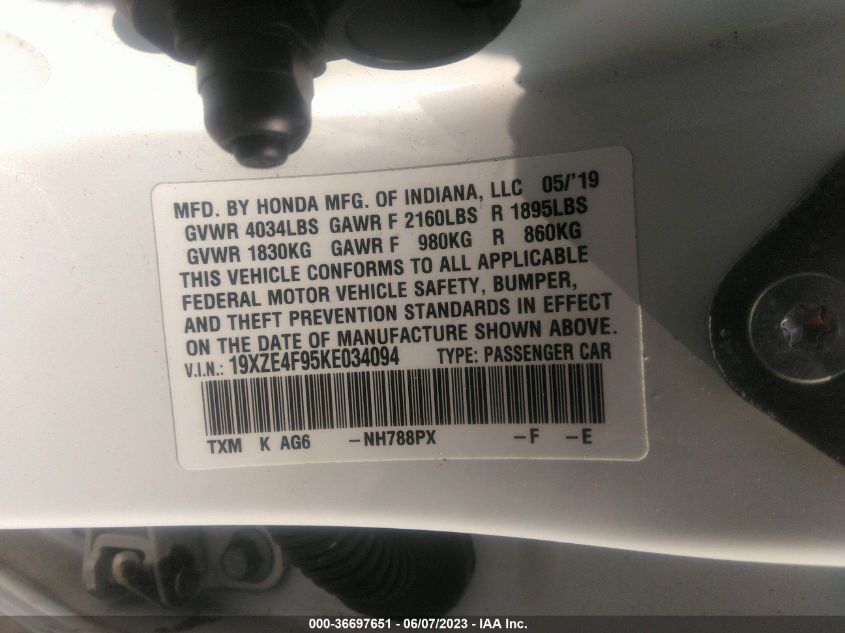 MFD. BY HONDA MFG. OF INDIANA, LLC 05/'19
GVWR 4034LBS GAWR F 2160LBS R 1895LBS
GVWR 1830KG GAWR F 980KG R 860KG
THIS VEHICLE CONFORMS TO ALL APPLICABLE
FEDERAL MOTOR VEHICLE SAFETY, BUMPER,
AND THEFT PREVENTION STANDARDS IN EFFECT
ON THE DATE OF MANUFACTURE SHOWN ABOVE.
V.I.N.: 19XZE4F95KE034094 TYPE: PASSENGER CAR
TXM K AG6 –NH788PX –F –E
000-36697651 - 06/07/2023 - IAA Inc.